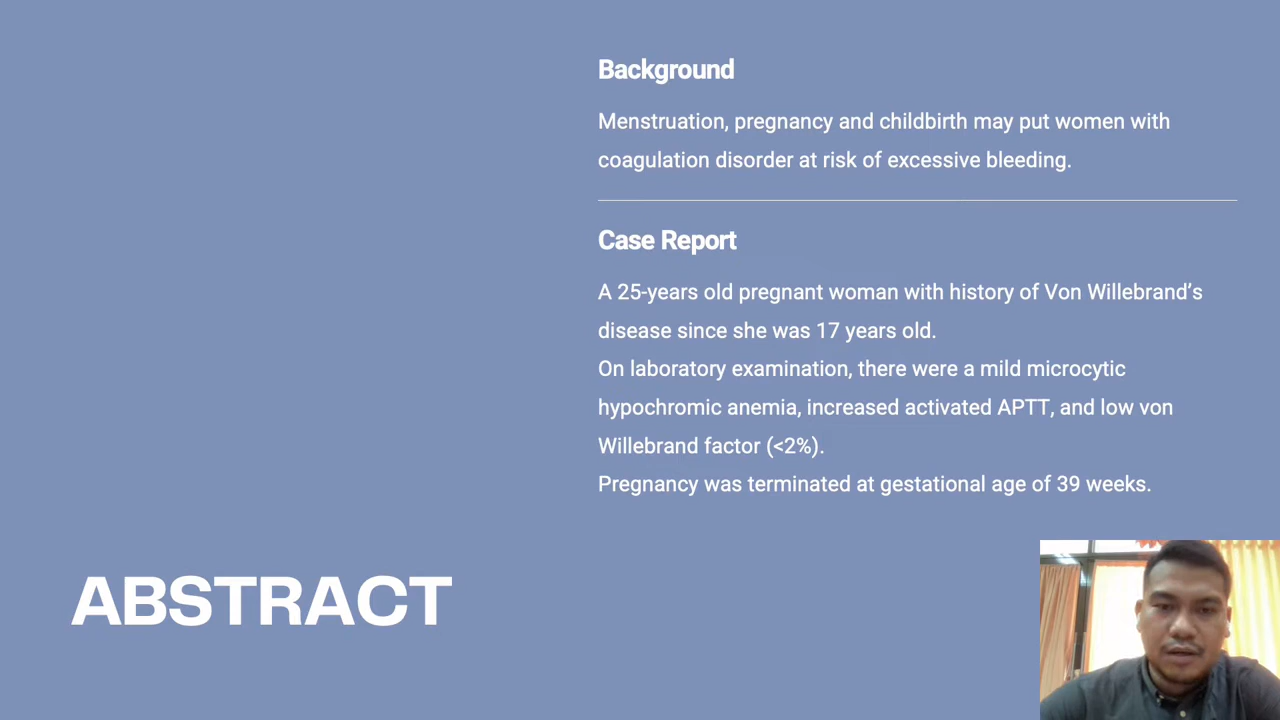 Background
Menstruation, pregnancy and childbirth may put women with
coagulation disorder at risk of excessive bleeding.
Case Report
A 25-years old pregnant woman with history of Von Willebrand’s
disease since she was 17 years old.
On laboratory examination, there were a mild microcytic
hypochromic anemia, increased activated APTT, and low von
Willebrand factor (<2%).
Pregnancy was terminated at gestational age of 39 weeks.
ABSTRACT